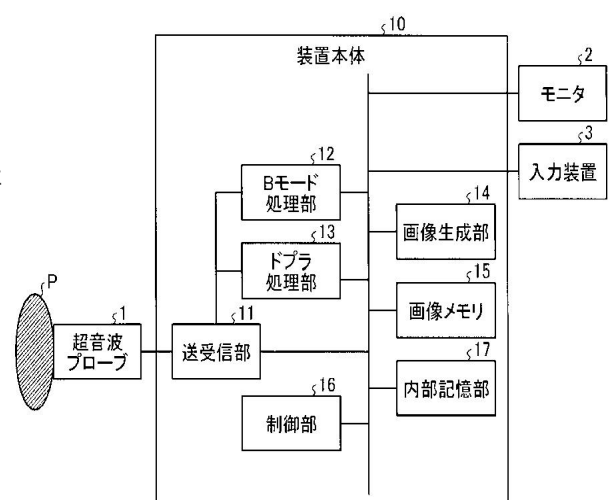 10
装置本体
2
モニタ
3
入力装置
12
Bモード
処理部
14
画像生成部
13
ドプラ
処理部
15
画像メモリ
P
1
超音波
プローブ
11
送受信部
17
内部記憶部
16
制御部